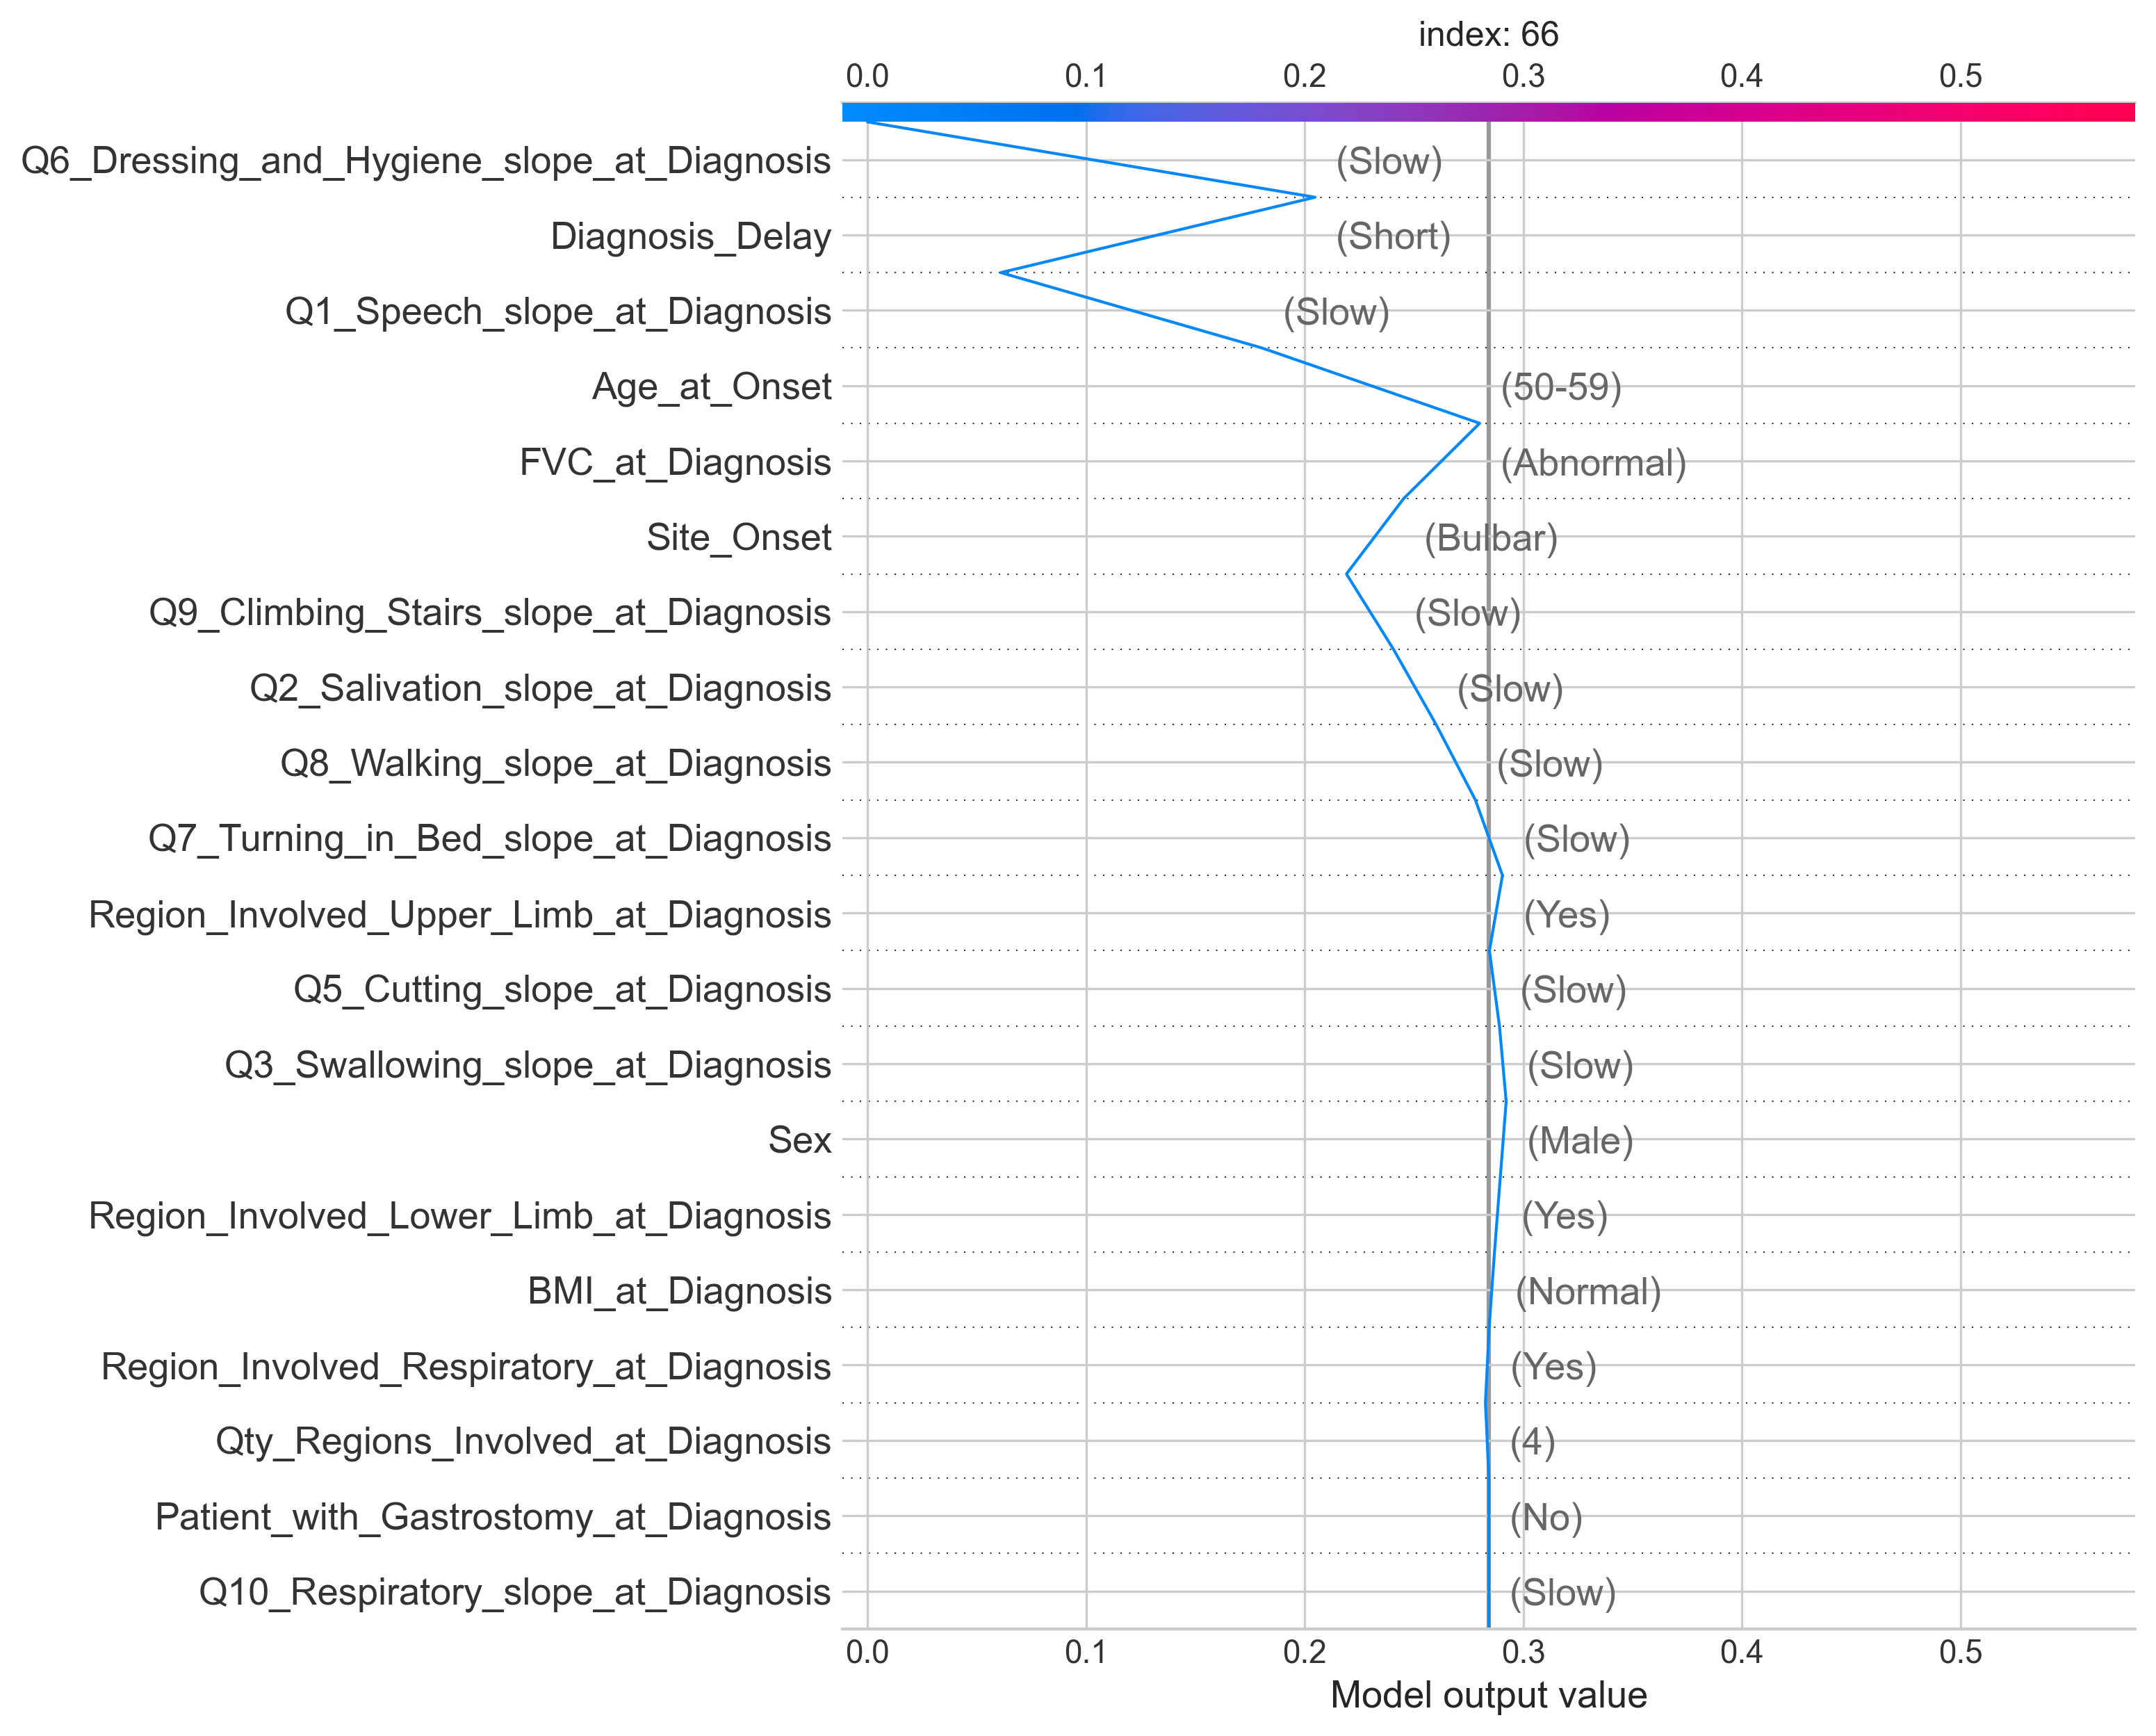 index: 66
0.0 0.1 0.2 0.3 0.4 0.5
Q6_Dressing_and_Hygiene_slope_at_Diagnosis (Slow)
Diagnosis_Delay (Short)
Q1_Speech_slope_at_Diagnosis (Slow)
Age_at_Onset (50-59)
FVC_at_Diagnosis (Abnormal)
Site_Onset (Bulbar)
Q9_Climbing_Stairs_slope_at_Diagnosis (Slow)
Q2_Salivation_slope_at_Diagnosis (Slow)
Q8_Walking_slope_at_Diagnosis (Slow)
Q7_Turning_in_Bed_slope_at_Diagnosis (Slow)
Region_Involved_Upper_Limb_at_Diagnosis (Yes)
Q5_Cutting_slope_at_Diagnosis (Slow)
Q3_Swallowing_slope_at_Diagnosis (Slow)
Sex (Male)
Region_Involved_Lower_Limb_at_Diagnosis (Yes)
BMI_at_Diagnosis (Normal)
Region_Involved_Respiratory_at_Diagnosis (Yes)
Qty_Regions_Involved_at_Diagnosis (4)
Patient_with_Gastrostomy_at_Diagnosis (No)
Q10_Respiratory_slope_at_Diagnosis (Slow)
0.0 0.1 0.2 0.3 0.4 0.5
Model output value